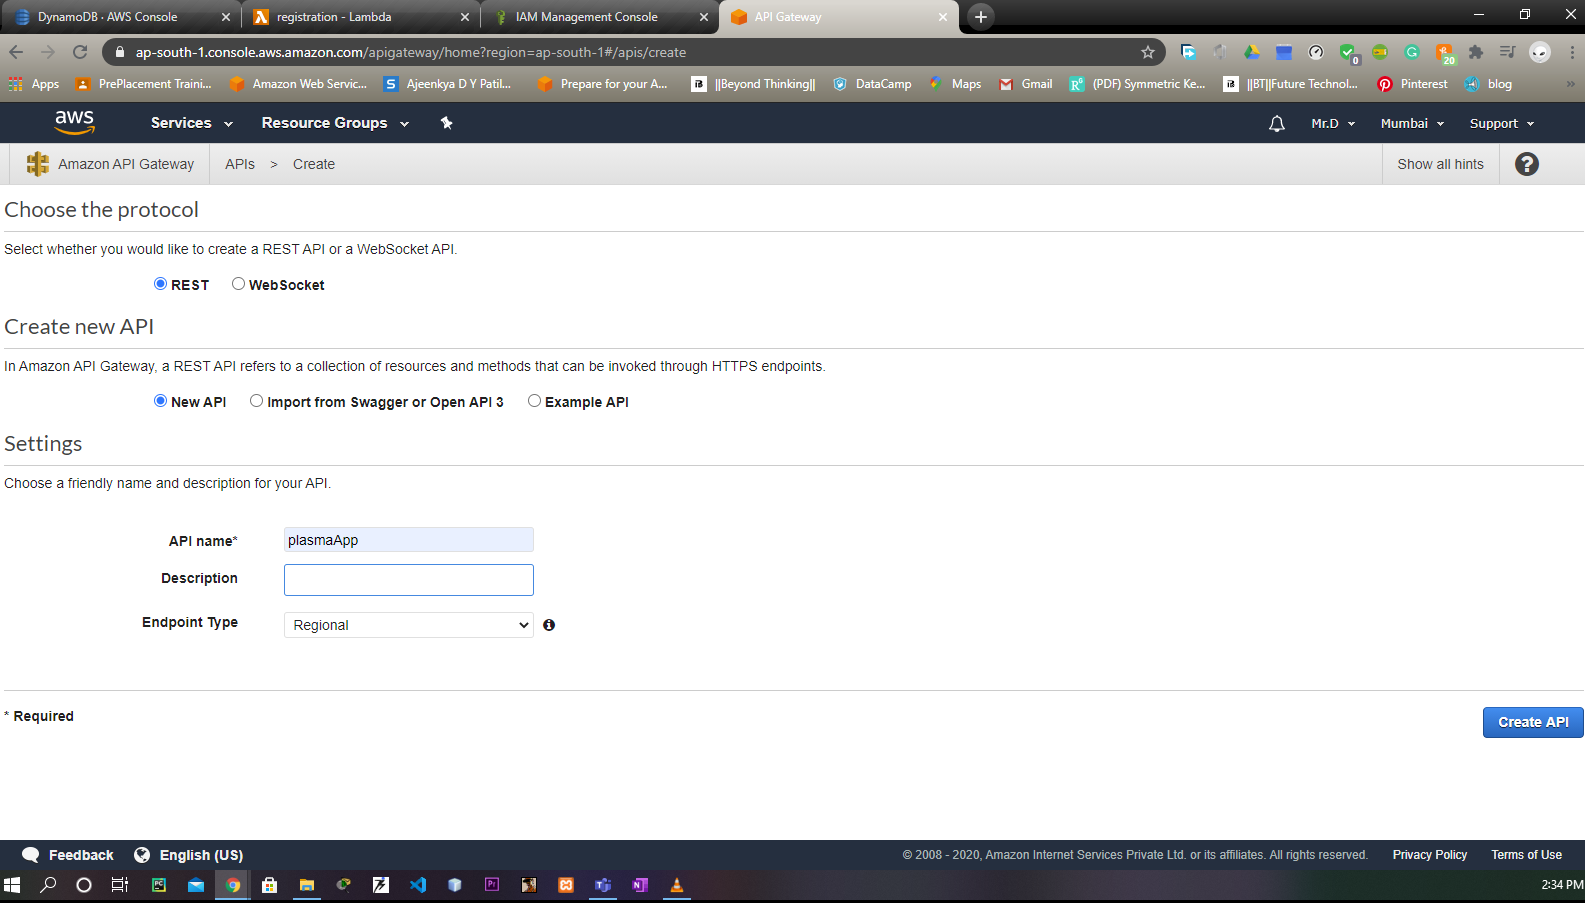 DynamoDB · AWS Console
registration - Lambda
IAM Management Console
API Gateway
ap-south-1.console.aws.amazon.com/apigateway/home?region=ap-south-1#/apis/create
0
20
Apps
PrePlacement Traini...
Amazon Web Servic...
S
Ajeenkya D Y Patil...
Prepare for your A...
||Beyond Thinking||
DataCamp
Maps
Gmail
(PDF) Symmetric Ke...
||BT||Future Technol...
Pinterest
blog
»
aws
Services
Resource Groups
Mr.D
Mumbai
Support
Amazon API Gateway
APIs > Create
Show all hints
?
Choose the protocol
Select whether you would like to create a REST API or a WebSocket API.
REST
WebSocket
Create new API
In Amazon API Gateway, a REST API refers to a collection of resources and methods that can be invoked through HTTPS endpoints.
New API
Import from Swagger or Open API 3
Example API
Settings
Choose a friendly name and description for your API.
API name*
plasmaApp
Description
Endpoint Type
Regional
* Required
Create API
Feedback
English (US)
© 2008 - 2020, Amazon Internet Services Private Ltd. or its affiliates. All rights reserved.
Privacy Policy
Terms of Use
2:34 PM